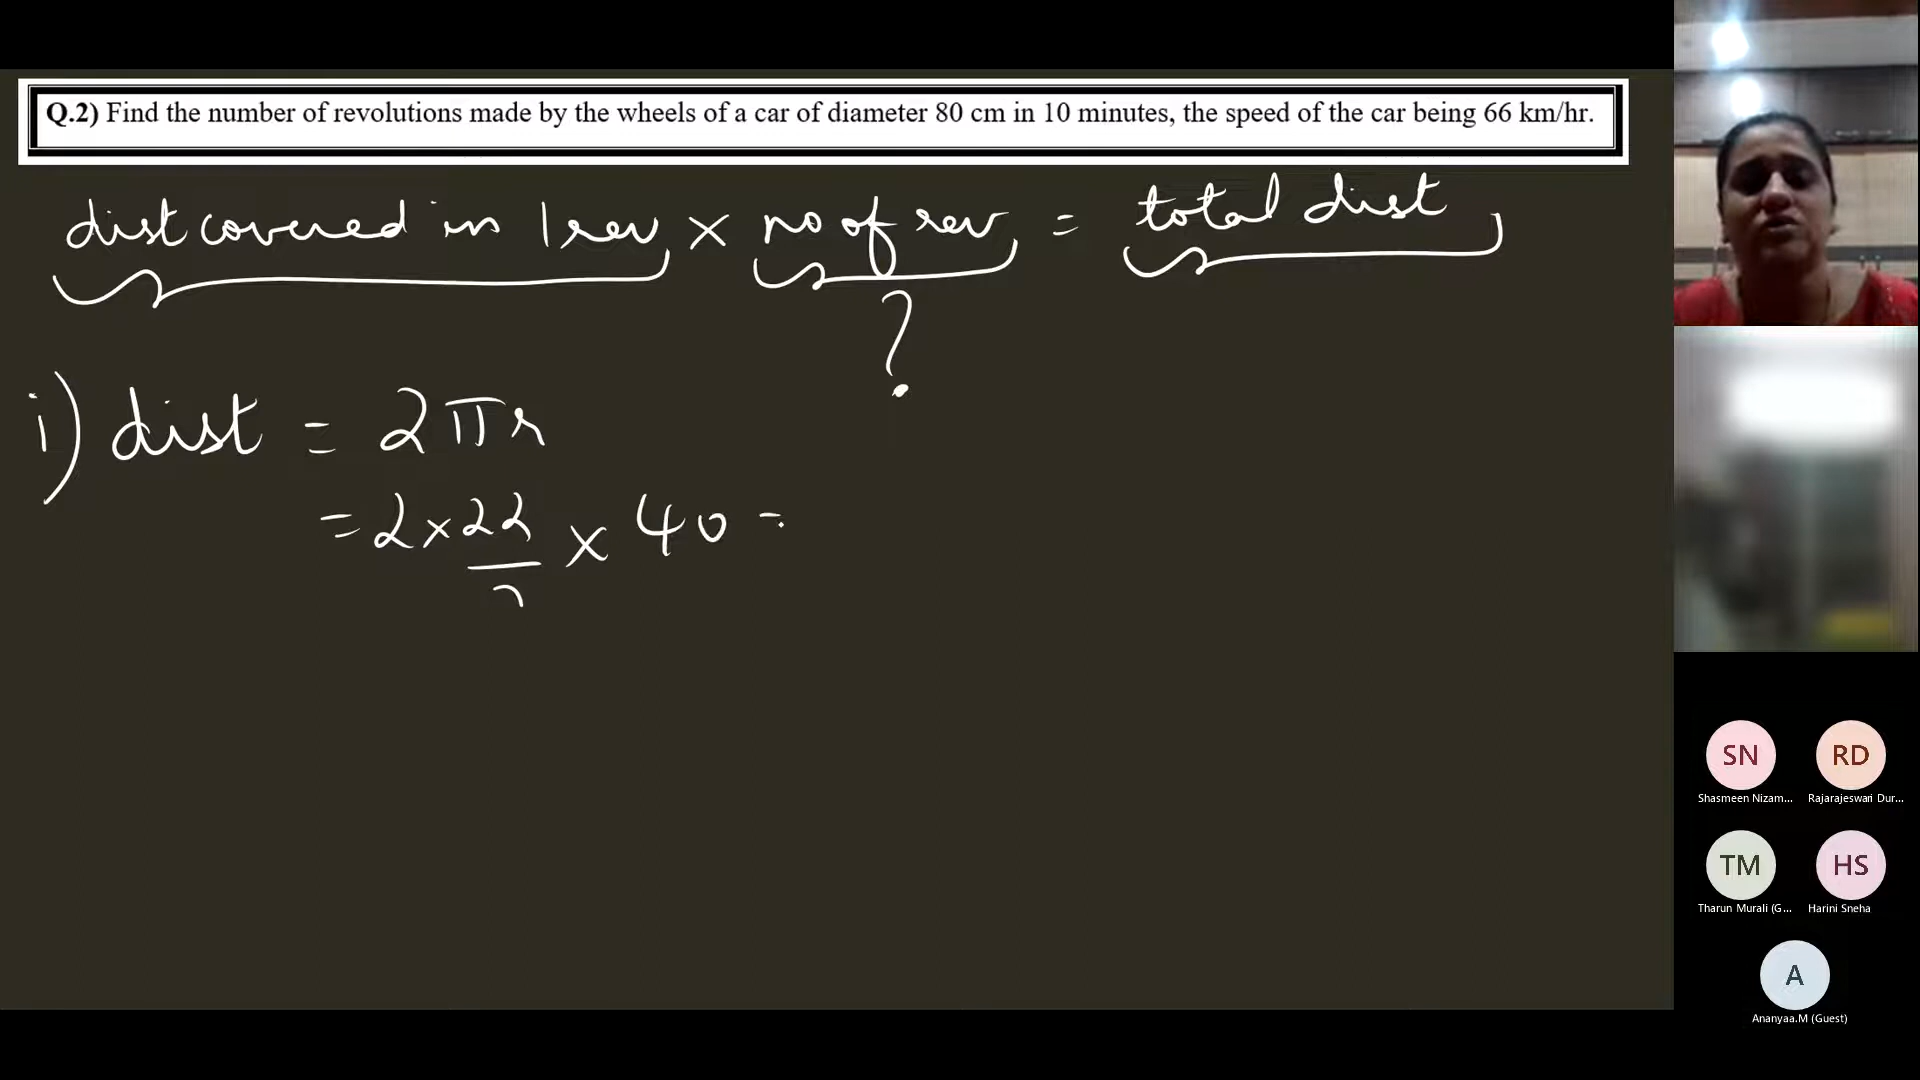 Q.2) Find the number of revolutions made by the wheels of a car of diameter 80 cm in 10 minutes, the speed of the car being 66 km/hr.
dist covered in 1 rev × no of rev = total dist
?
i) dist = 2πr
= 2 × 22/7 × 40 =
SN
RD
Shasmeen Nizam...
Rajarajeswari Dur...
TM
HS
Tharun Murali (G...
Harini Sneha
A
Ananyaa.M (Guest)